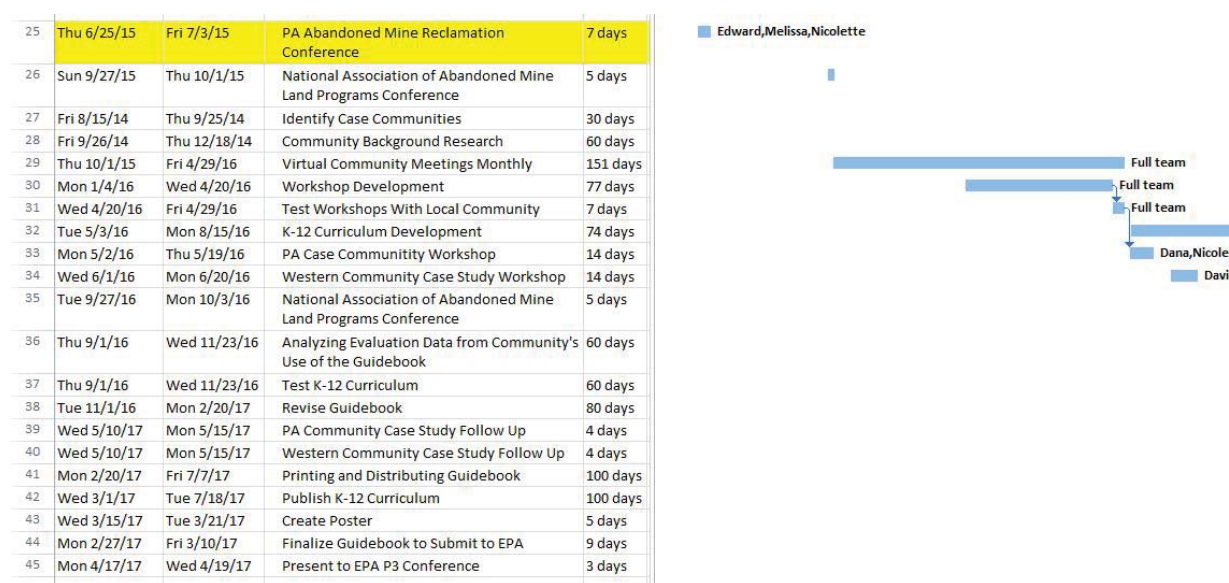 25 Thu 6/25/15 Fri 7/3/15 PA Abandoned Mine Reclamation 7 days Edward,Melissa,Nicolette
Conference
26 Sun 9/27/15 Thu 10/1/15 National Association of Abandoned Mine 5 days
Land Programs Conference
27 Fri 8/15/14 Thu 9/25/14 Identify Case Communities 30 days
28 Fri 9/26/14 Thu 12/18/14 Community Background Research 60 days
29 Thu 10/1/15 Fri 4/29/16 Virtual Community Meetings Monthly 151 days Full team
30 Mon 1/4/16 Wed 4/20/16 Workshop Development 77 days Full team
31 Wed 4/20/16 Fri 4/29/16 Test Workshops With Local Community 7 days Full team
32 Tue 5/3/16 Mon 8/15/16 K-12 Curriculum Development 74 days
33 Mon 5/2/16 Thu 5/19/16 PA Case Communitity Workshop 14 days Dana,Nicole
34 Wed 6/1/16 Mon 6/20/16 Western Community Case Study Workshop 14 days Davi
35 Tue 9/27/16 Mon 10/3/16 National Association of Abandoned Mine 5 days
Land Programs Conference
36 Thu 9/1/16 Wed 11/23/16 Analyzing Evaluation Data from Community's 60 days
Use of the Guidebook
37 Thu 9/1/16 Wed 11/23/16 Test K-12 Curriculum 60 days
38 Tue 11/1/16 Mon 2/20/17 Revise Guidebook 80 days
39 Wed 5/10/17 Mon 5/15/17 PA Community Case Study Follow Up 4 days
40 Wed 5/10/17 Mon 5/15/17 Western Community Case Study Follow Up 4 days
41 Mon 2/20/17 Fri 7/7/17 Printing and Distributing Guidebook 100 days
42 Wed 3/1/17 Tue 7/18/17 Publish K-12 Curriculum 100 days
43 Wed 3/15/17 Tue 3/21/17 Create Poster 5 days
44 Mon 2/27/17 Fri 3/10/17 Finalize Guidebook to Submit to EPA 9 days
45 Mon 4/17/17 Wed 4/19/17 Present to EPA P3 Conference 3 days